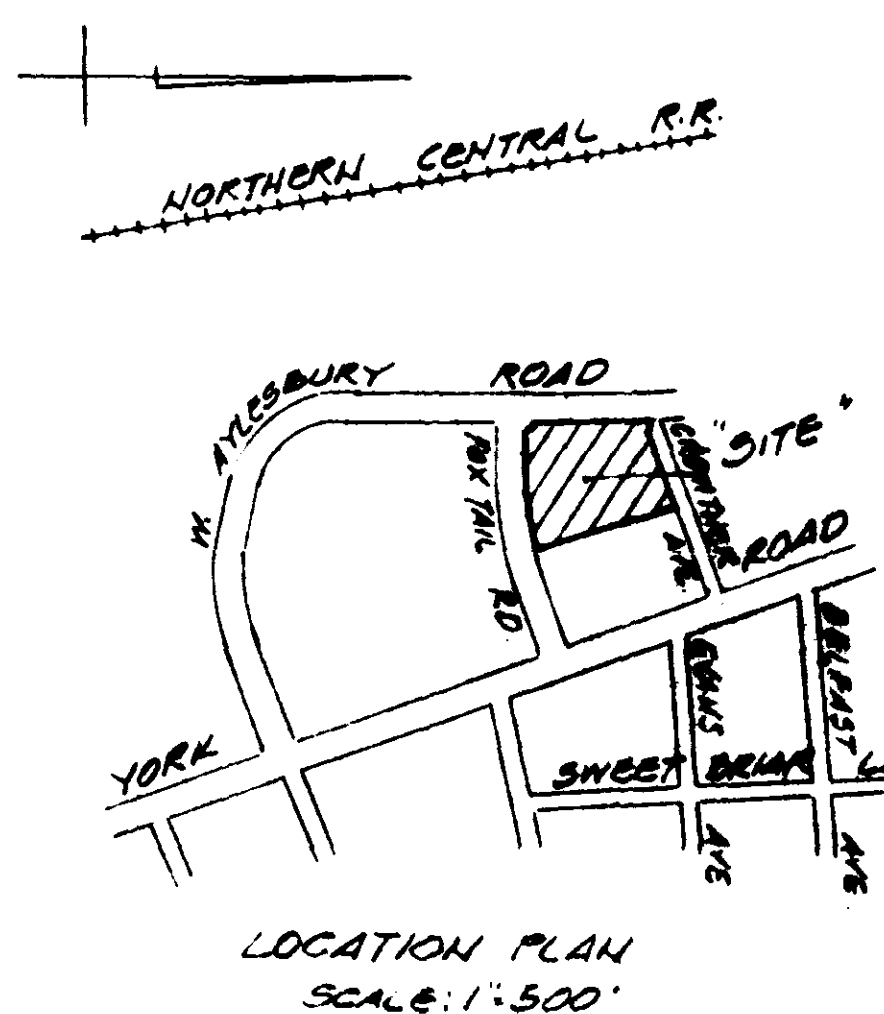 NORTHERN CENTRAL R.R.
W. AYLESBURY ROAD
"SITE"
FOX TAIL RD
AVE
YORK ROAD
EVANS AVE
BELFAST AVE
SWEET BRIAR L
LOCATION PLAN
SCALE: 1"=500'